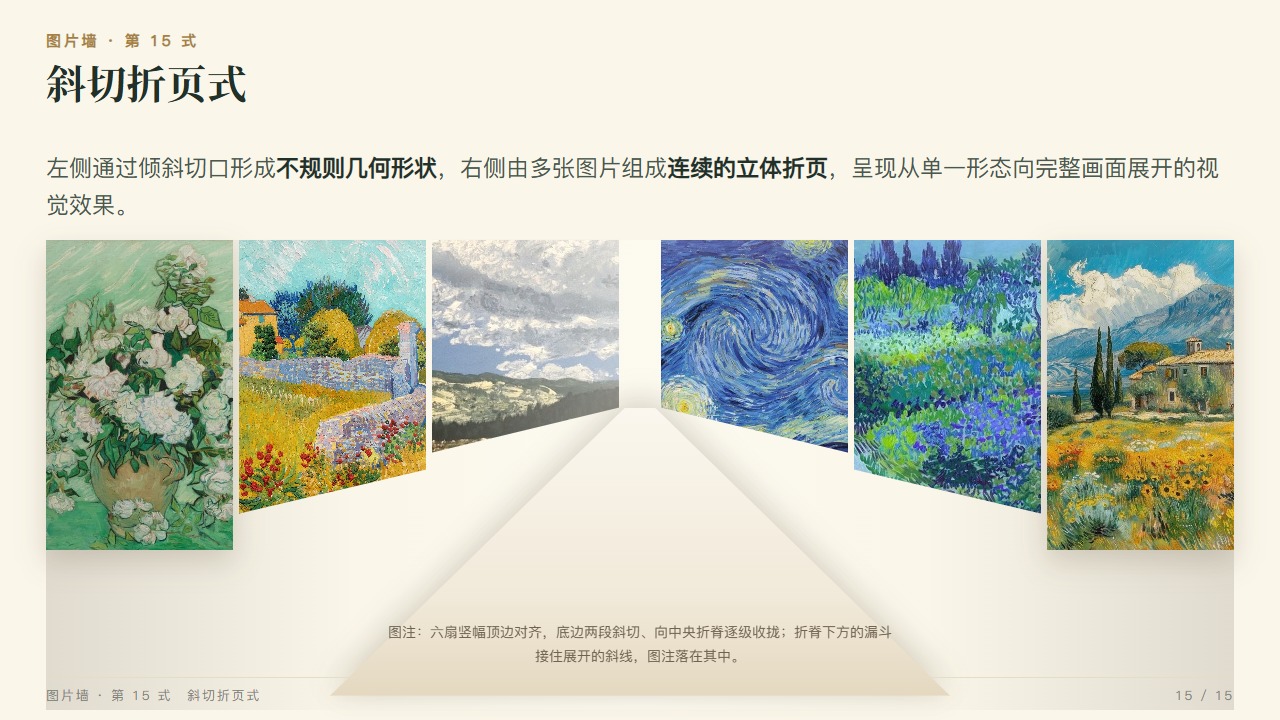 图片墙 · 第 15 式
斜切折页式
左侧通过倾斜切口形成不规则几何形状，右侧由多张图片组成连续的立体折页，呈现从单一形态向完整画面展开的视
觉效果。
图注：六扇竖幅顶边对齐，底边两段斜切、向中央折脊逐级收拢；折脊下方的漏斗
接住展开的斜线，图注落在其中。
图片墙 · 第 15 式　斜切折页式
15 / 15